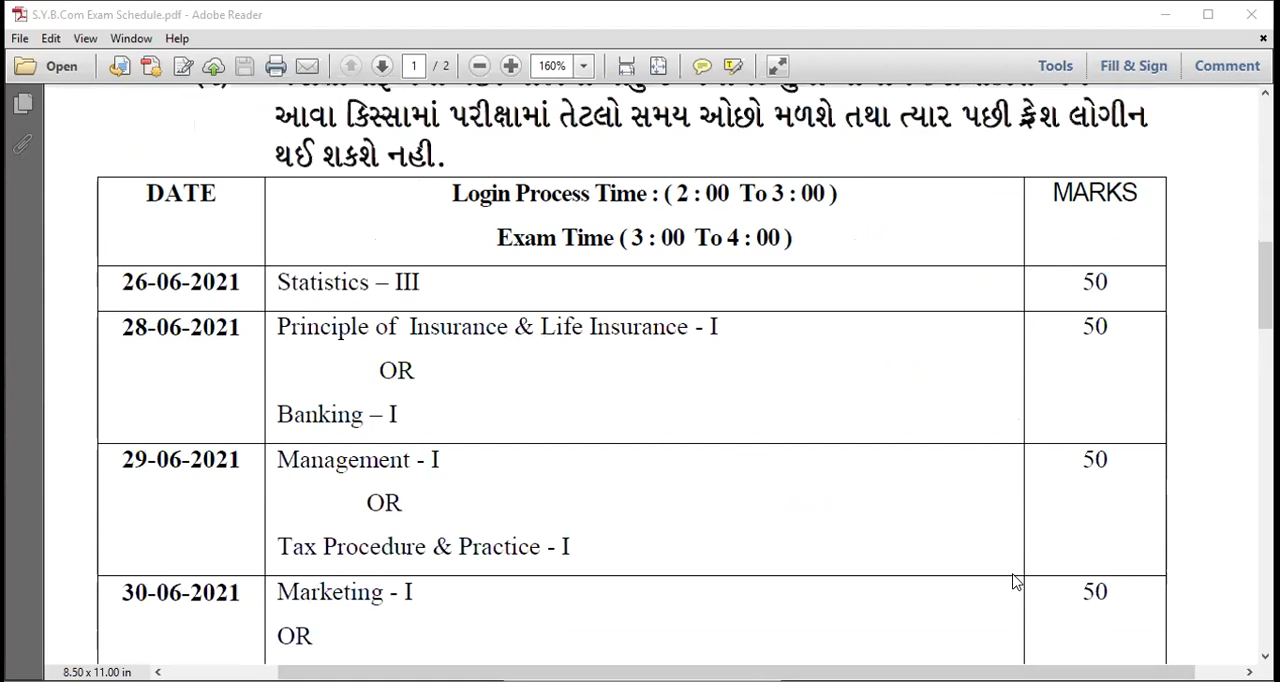 S.Y.B.Com Exam Schedule.pdf - Adobe Reader
File Edit View Window Help
Open 1 / 2 160% Tools Fill & Sign Comment
આવા કિસ્સામાં પરીક્ષામાં તેટલો સમય ઓછો મળશે તથા ત્યાર પછી ફ્રેશ લોગીન
થઈ શકશે નહી.
DATE Login Process Time : ( 2 : 00 To 3 : 00 ) MARKS
Exam Time ( 3 : 00 To 4 : 00 )
26-06-2021 Statistics – III 50
28-06-2021 Principle of Insurance & Life Insurance - I 50
OR
Banking – I
29-06-2021 Management - I 50
OR
Tax Procedure & Practice - I
30-06-2021 Marketing - I 50
OR
8.50 x 11.00 in